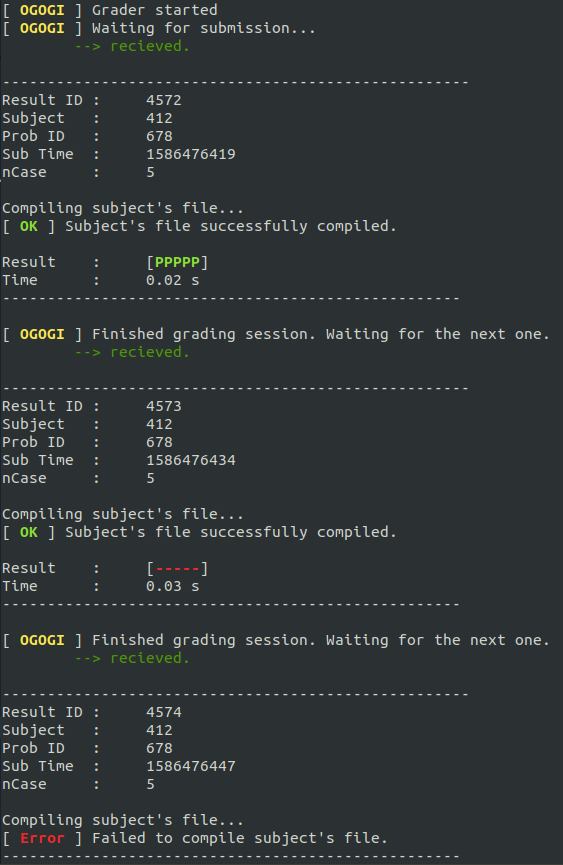 [ OGOGI ] Grader started
[ OGOGI ] Waiting for submission...
        --> recieved.
----------------------------------------------------
Result ID :     4572
Subject   :     412
Prob ID   :     678
Sub Time  :     1586476419
nCase     :     5
Compiling subject's file...
[ OK ] Subject's file successfully compiled.
Result    :     [PPPPP]
Time      :     0.02 s
---------------------------------------------------
[ OGOGI ] Finished grading session. Waiting for the next one.
        --> recieved.
----------------------------------------------------
Result ID :     4573
Subject   :     412
Prob ID   :     678
Sub Time  :     1586476434
nCase     :     5
Compiling subject's file...
[ OK ] Subject's file successfully compiled.
Result    :     [-----]
Time      :     0.03 s
---------------------------------------------------
[ OGOGI ] Finished grading session. Waiting for the next one.
        --> recieved.
----------------------------------------------------
Result ID :     4574
Subject   :     412
Prob ID   :     678
Sub Time  :     1586476447
nCase     :     5
Compiling subject's file...
[ Error ] Failed to compile subject's file.
---------------------------------------------------